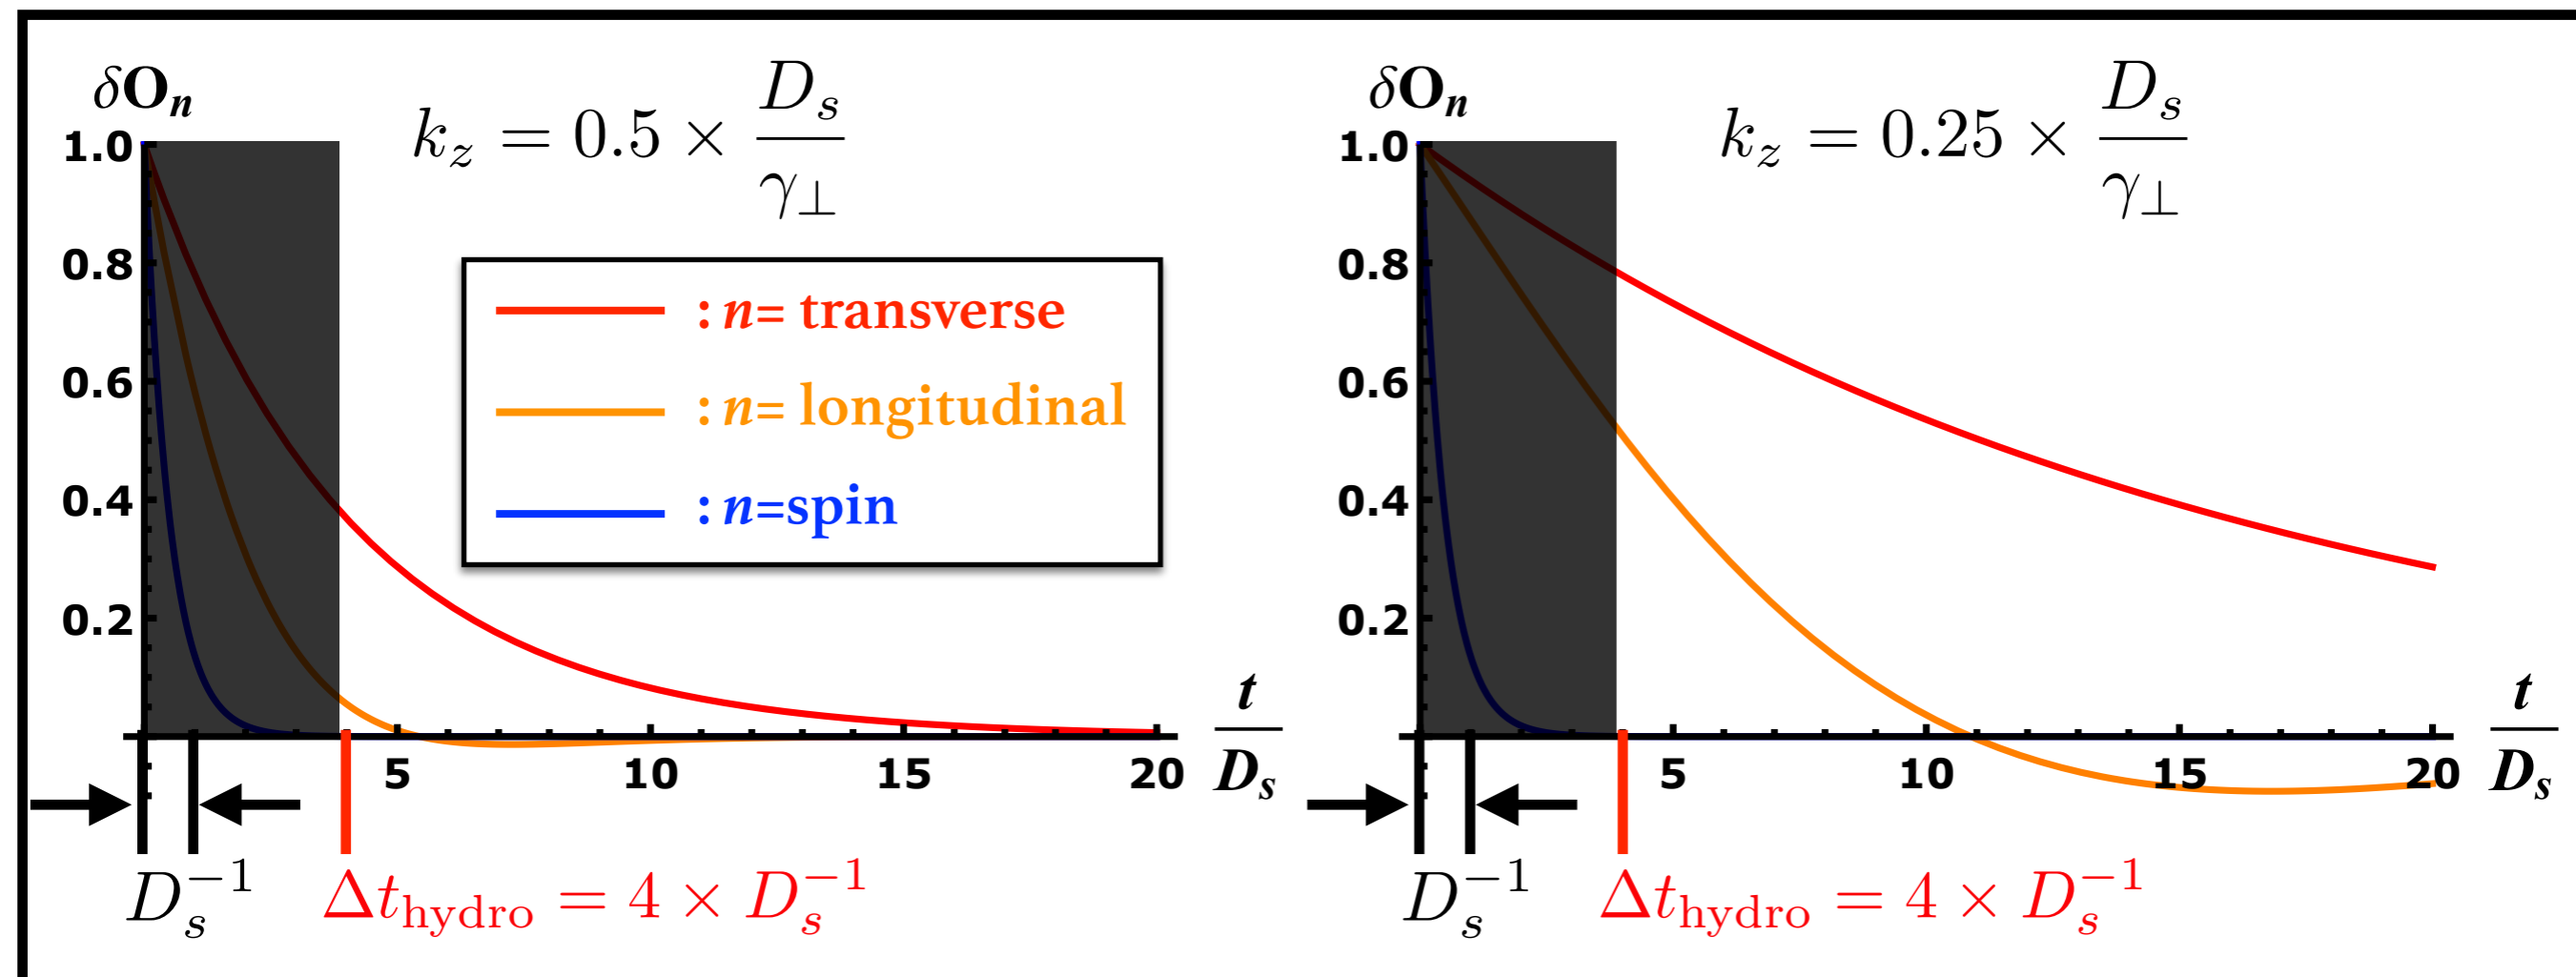 δOₙ
k_z = 0.5 × D_s / γ_⊥
1.0
0.8
0.6
0.4
0.2
: n= transverse
: n= longitudinal
: n=spin
5 10 15 20
t / D_s
D_s^{-1}
Δt_hydro = 4 × D_s^{-1}
δOₙ
k_z = 0.25 × D_s / γ_⊥
1.0
0.8
0.6
0.4
0.2
5 10 15 20
t / D_s
D_s^{-1}
Δt_hydro = 4 × D_s^{-1}